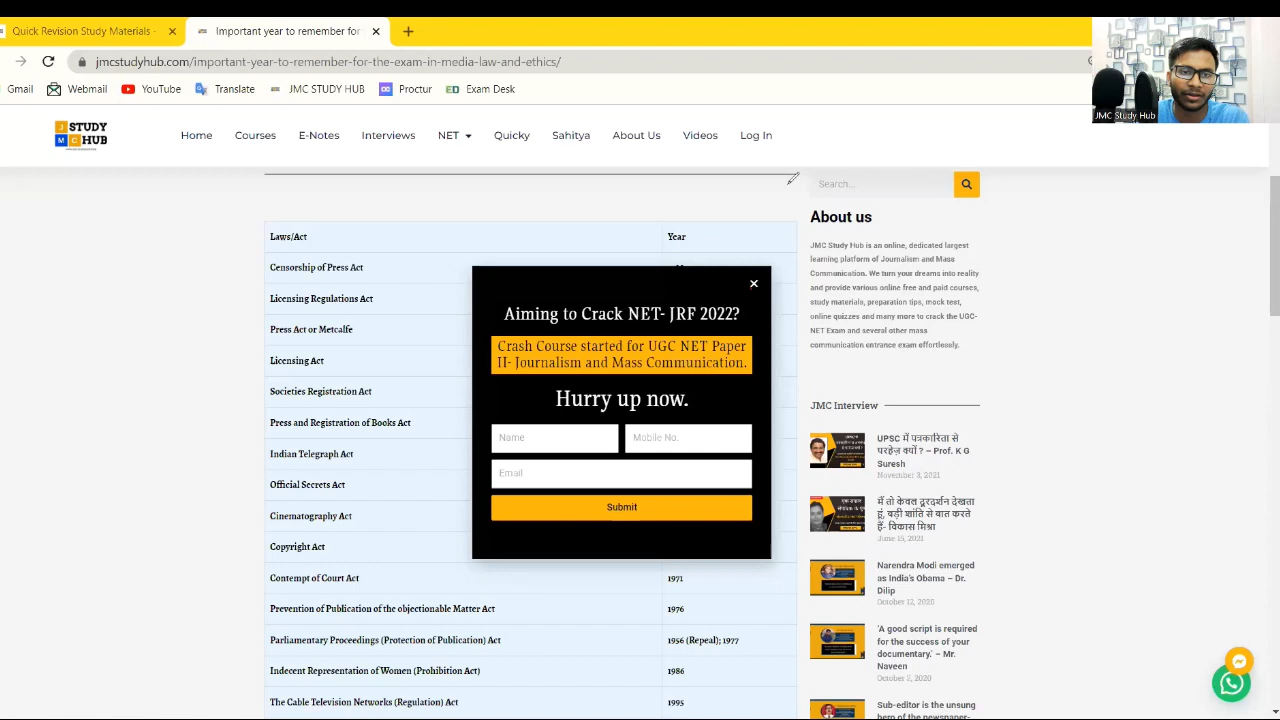 Quick Revision Study Materials -
Important year to remember for
jmcstudyhub.com/important-year-to-remember-for-the-media-law-and-ethics/
Gmail
Webmail
YouTube
Translate
JMC STUDY HUB
Proctur
Exam Desk
JMC Study Hub
J STUDY
M C HUB
Home
Courses
E-Notes
Interviews
NET
Quicky
Sahitya
About Us
Videos
Log In
Search...
Laws/Act Year
Censorship of Press Act
Licensing Regulations Act
Press Act or Metcalfe
Licensing Act
Societies Registration Act
Press and Registration of Books Act
Indian Telegraph Act
Official Secrets Act
Cinematography Act
Copyright Act
Contempt of Court Act 1971
Prevention of Publication of the objectionable Matter Act 1976
Parliamentary Proceedings (Protection of Publication) Act 1956 (Repeal); 1977
Indecent Representation of Women (Prohibition) Act 1986
The Cable Television Networks (Regulation) Act 1995
Aiming to Crack NET- JRF 2022?
Crash Course started for UGC NET Paper
II- Journalism and Mass Communication.
Hurry up now.
Name
Mobile No.
Email
Submit
About us
JMC Study Hub is an online, dedicated largest
learning platform of Journalism and Mass
Communication. We turn your dreams into reality
and provide various online free and paid courses,
study materials, preparation tips, mock test,
online quizzes and many more to crack the UGC-
NET Exam and several other mass
communication entrance exam effortlessly.
JMC Interview
UPSC में पत्रकारिता से
परहेज़ क्यों ? – Prof. K G
Suresh
November 3, 2021
मैं तो केवल दूरदर्शन देखता
हूं, बड़ी शांति से बात करते
हैं- विकास मिश्रा
June 15, 2021
Narendra Modi emerged
as India's Obama – Dr.
Dilip
October 12, 2020
'A good script is required
for the success of your
documentary.' – Mr.
Naveen
October 2, 2020
Sub-editor is the unsung
hero of the newspaper-